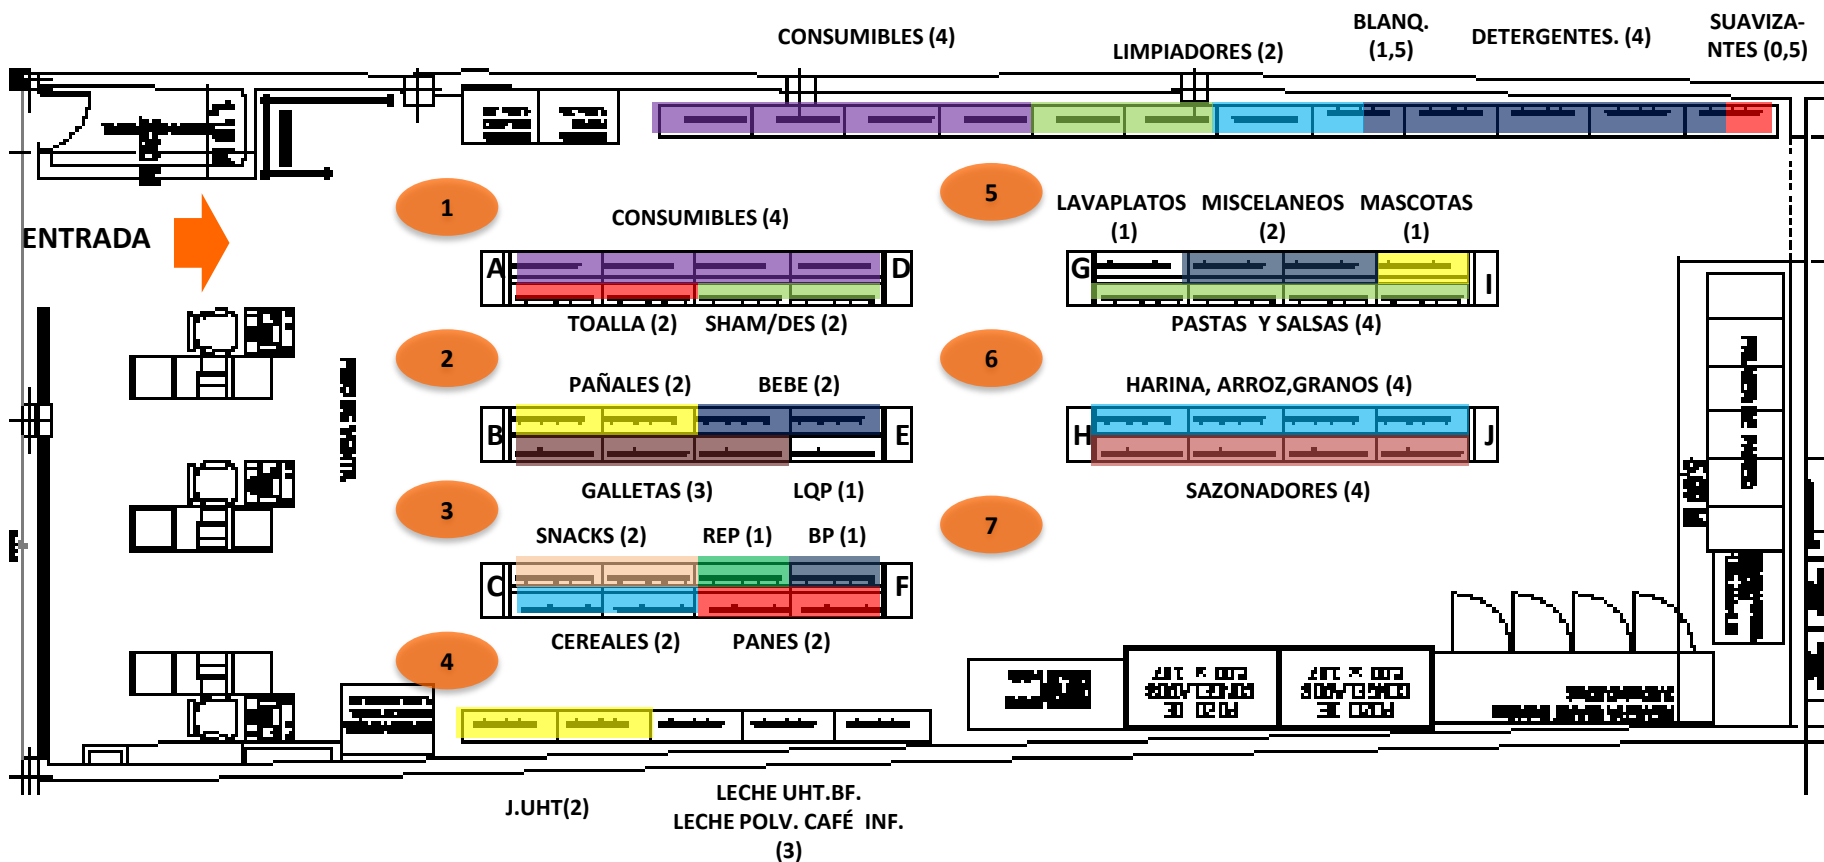 CONSUMIBLES (4)
LIMPIADORES (2)
BLANQ.
(1,5)
DETERGENTES. (4)
SUAVIZA-
NTES (0,5)
ENTRADA
1
5
CONSUMIBLES (4)
LAVAPLATOS
(1)
MISCELANEOS
(2)
MASCOTAS
(1)
A
D
G
I
TOALLA (2)
SHAM/DES (2)
PASTAS Y SALSAS (4)
2
6
PAÑALES (2)
BEBE (2)
HARINA, ARROZ,GRANOS (4)
B
E
H
J
GALLETAS (3)
LQP (1)
SAZONADORES (4)
3
7
SNACKS (2)
REP (1)
BP (1)
C
F
CEREALES (2)
PANES (2)
4
J.UHT(2)
LECHE UHT.BF.
LECHE POLV. CAFÉ INF.
(3)